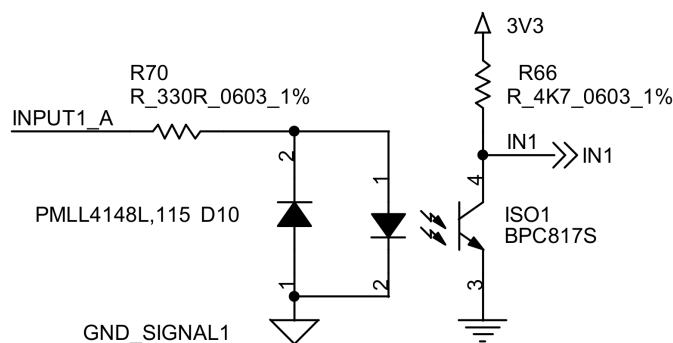 3V3
R70
R_330R_0603_1%
R66
R_4K7_0603_1%
INPUT1_A
IN1
IN1
2
1
4
PMLL4148L,115 D10
ISO1
BPC817S
1
2
3
GND_SIGNAL1